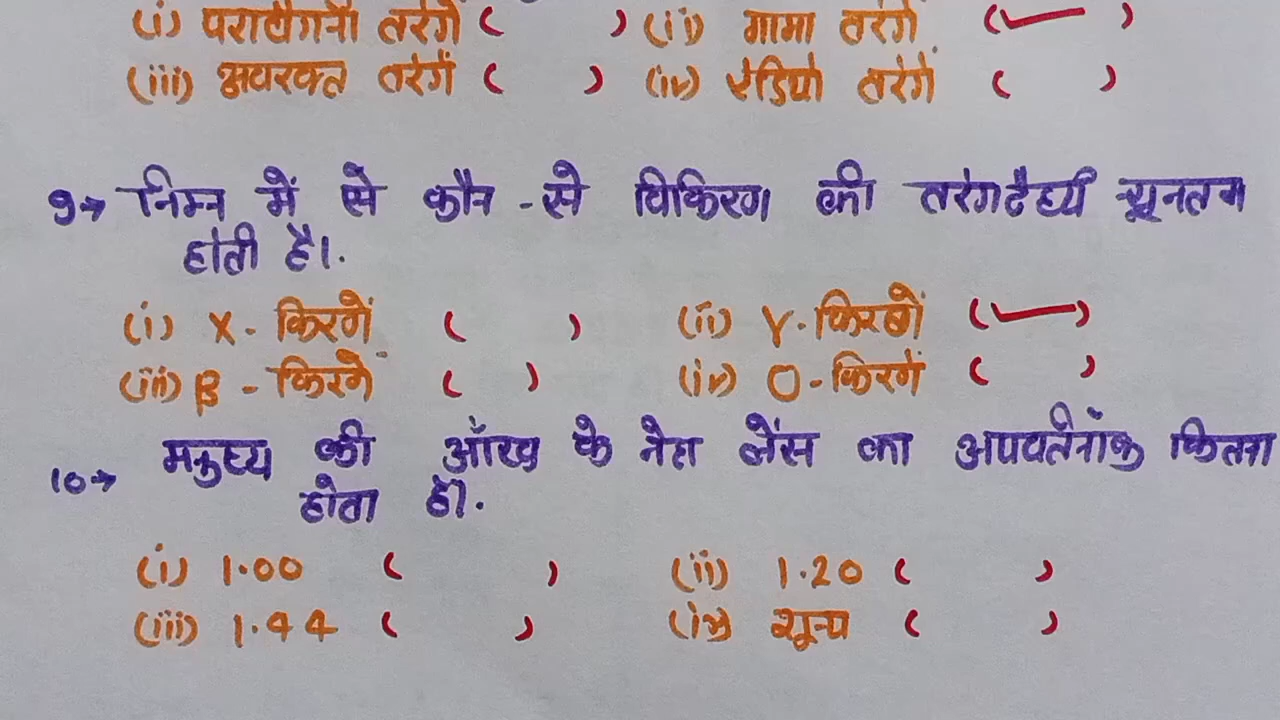 (i) पराबैंगनी तरंगें ( ) (ii) गामा तरंगें ( )
(iii) अवरक्त तरंगें ( ) (iv) रेडियो तरंगें ( )
9→ निम्न में से कौन-से विकिरण की तरंगदैर्घ्य न्यूनतम
होती है।.
(i) X-किरणें ( ) (ii) γ-किरणें ( )
(iii) β-किरणें ( ) (iv) O-किरणें ( )
10→ मनुष्य की आँख के नेत्र लेंस का अपवर्तनाँक कितना
होता है।.
(i) 1.00 ( ) (ii) 1.20 ( )
(iii) 1.44 ( ) (iv) शून्य ( )